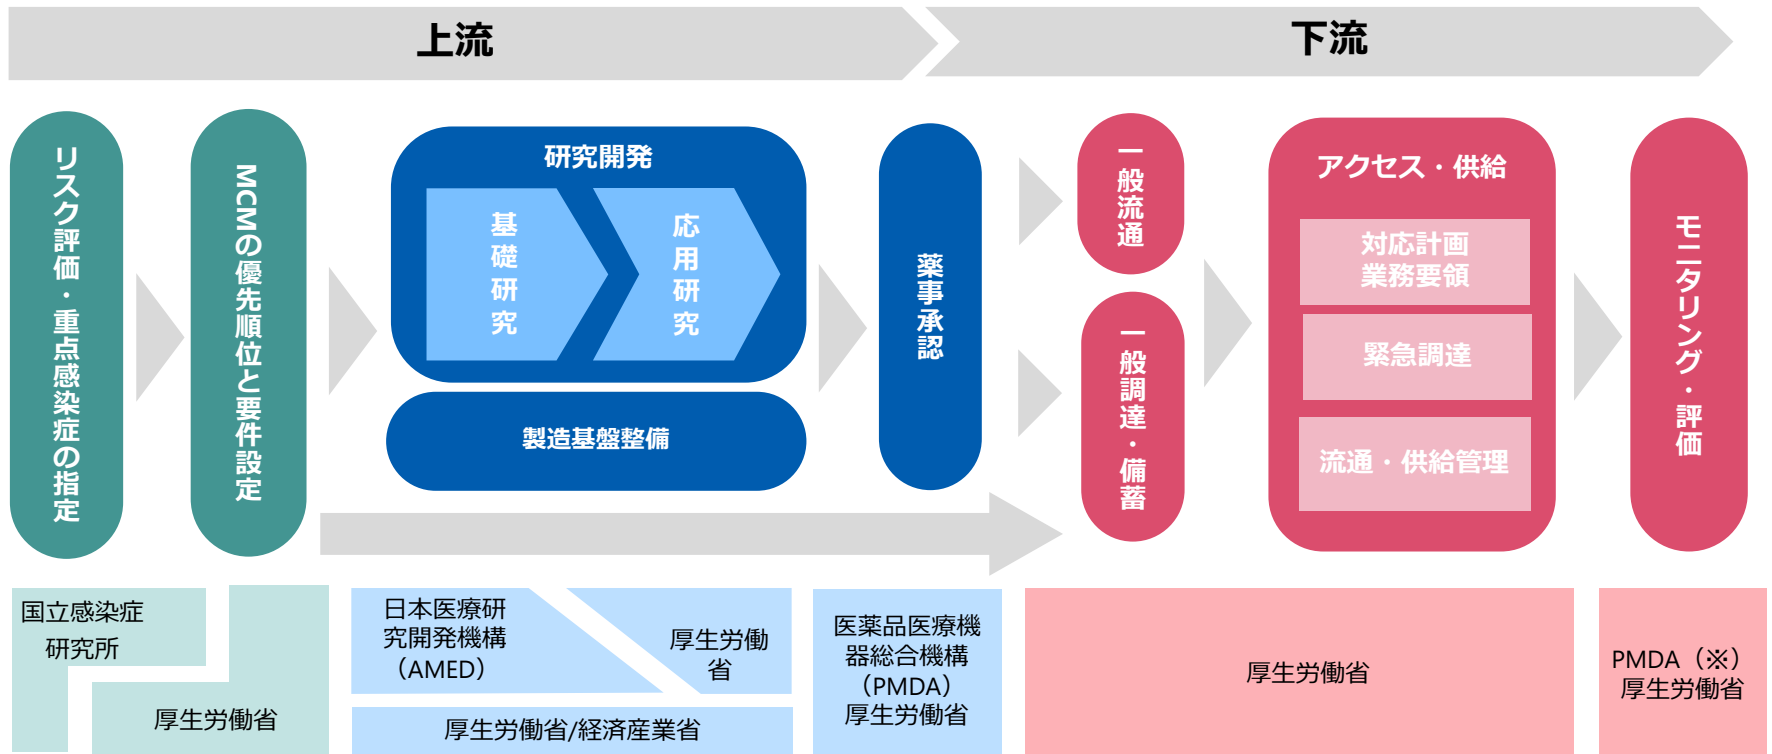 上流
下流
リスク評価・重点感染症の指定
MCMの優先順位と要件設定
研究開発
基礎研究
応用研究
製造基盤整備
薬事承認
一般流通
一般調達・備蓄
アクセス・供給
対応計画
業務要領
緊急調達
流通・供給管理
モニタリング・評価
国立感染症
研究所
厚生労働省
日本医療研
究開発機構
（AMED）
厚生労働
省
厚生労働省/経済産業省
医薬品医療機
器総合機構
（PMDA）
厚生労働省
厚生労働省
PMDA（※）
厚生労働省